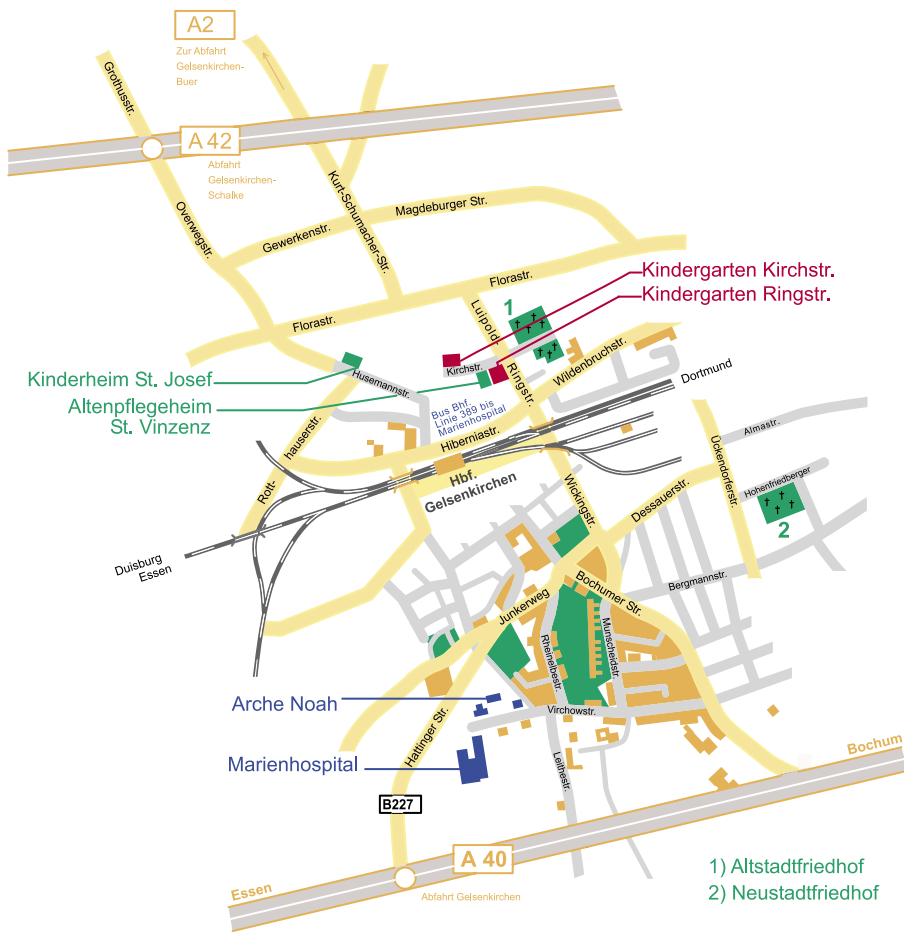 A2
Zur Abfahrt
Gelsenkirchen-
Buer
Grothusstr.
A 42
Abfahrt
Gelsenkirchen-
Schalke
Overwegstr.
Kurt-Schumacher-Str.
Gewerkenstr.
Magdeburger Str.
Florastr.
Florastr.
Kindergarten Kirchstr.
Kindergarten Ringstr.
1
Luipold.
Ringstr.
Kirchstr.
Wildenbruchstr.
Kinderheim St. Josef
Husemannstr.
Altenpflegeheim
St. Vinzenz
Dortmund
Bus Bhf.
Linie 389 bis
Marienhospital
Hiberniastr.
Rott-
hauserstr.
Hbf.
Gelsenkirchen
Wickingstr.
Dessauerstr.
Ückendorferstr.
Almastr.
Hohenfriedberger
2
Duisburg
Essen
Bergmannstr.
Bochumer Str.
Junkerweg
Rheinelbestr.
Munscheidstr.
Arche Noah
Virchowstr.
Hattinger Str.
Marienhospital
Leithestr.
Bochum
B227
A 40
Essen
Abfahrt Gelsenkirchen
1) Altstadtfriedhof
2) Neustadtfriedhof